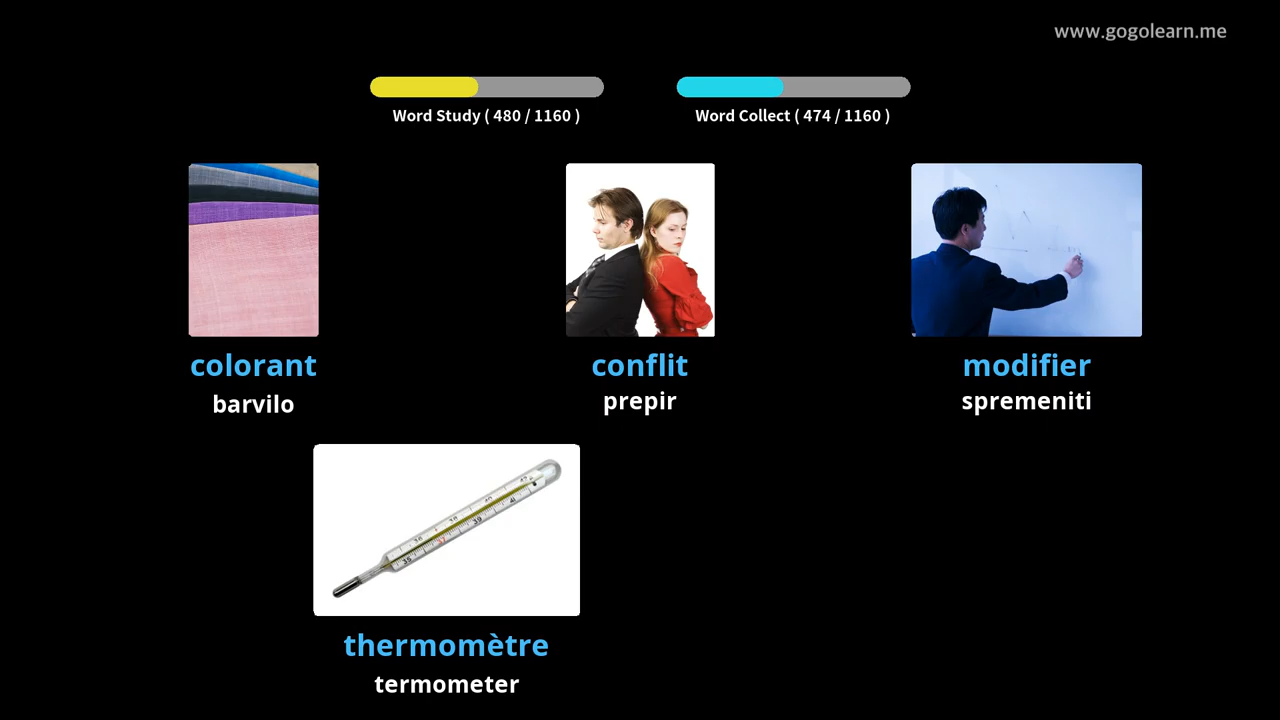 www.gogolearn.me
Word Study ( 480 / 1160 )
Word Collect ( 474 / 1160 )
colorant
conflit
modifier
barvilo
prepir
spremeniti
thermomètre
termometer